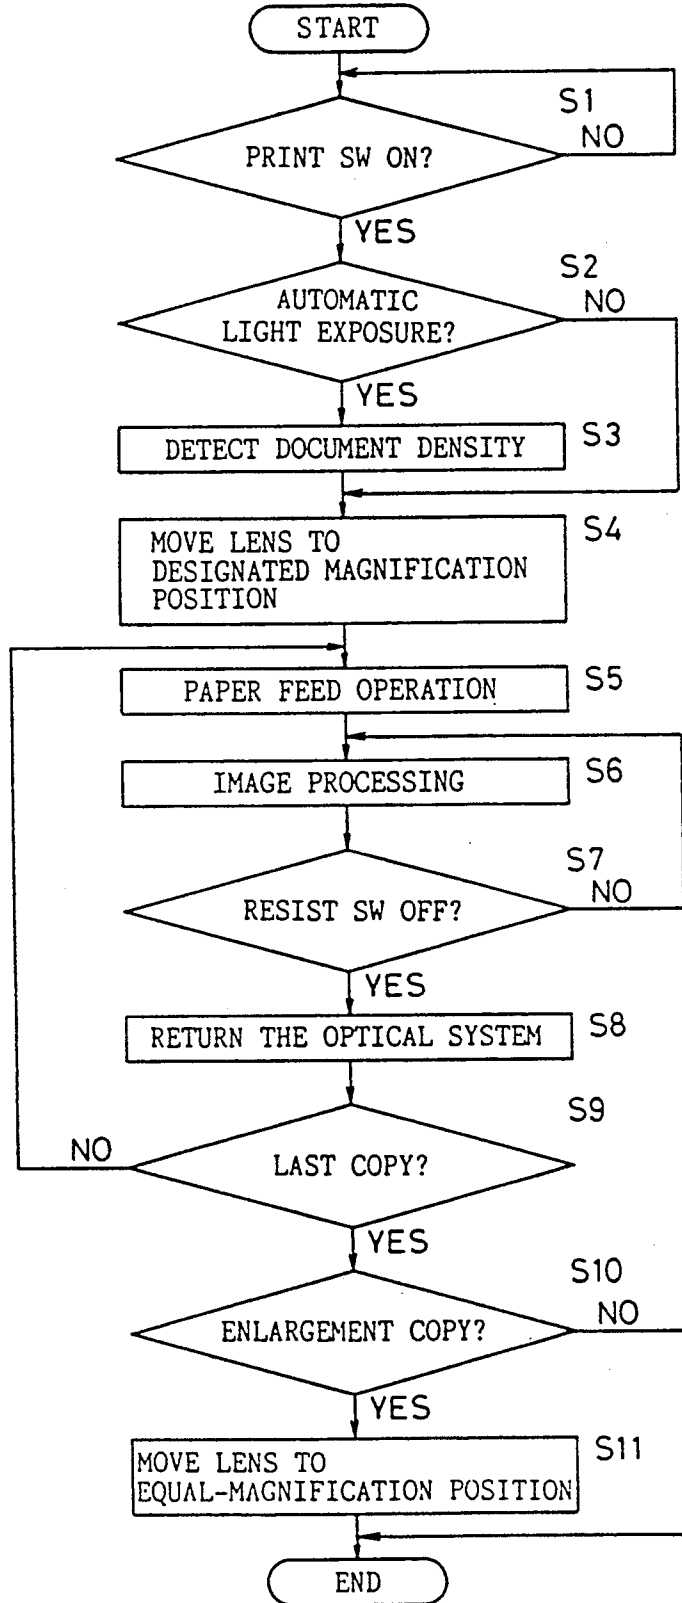 START
S1
NO
PRINT SW ON?
YES
S2
NO
AUTOMATIC
LIGHT EXPOSURE?
YES
S3
DETECT DOCUMENT DENSITY
S4
MOVE LENS TO
DESIGNATED MAGNIFICATION
POSITION
S5
PAPER FEED OPERATION
S6
IMAGE PROCESSING
S7
NO
RESIST SW OFF?
YES
S8
RETURN THE OPTICAL SYSTEM
S9
NO
LAST COPY?
YES
S10
NO
ENLARGEMENT COPY?
YES
S11
MOVE LENS TO
EQUAL-MAGNIFICATION POSITION
END